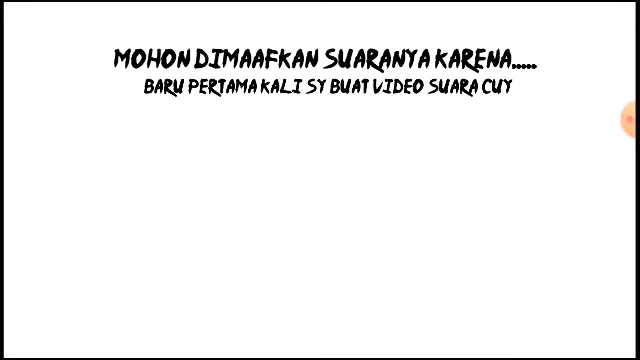 MOHON DIMAAFKAN SUARANYA KARENA.....
BARU PERTAMA KALI SY BUAT VIDEO SUARA CUY